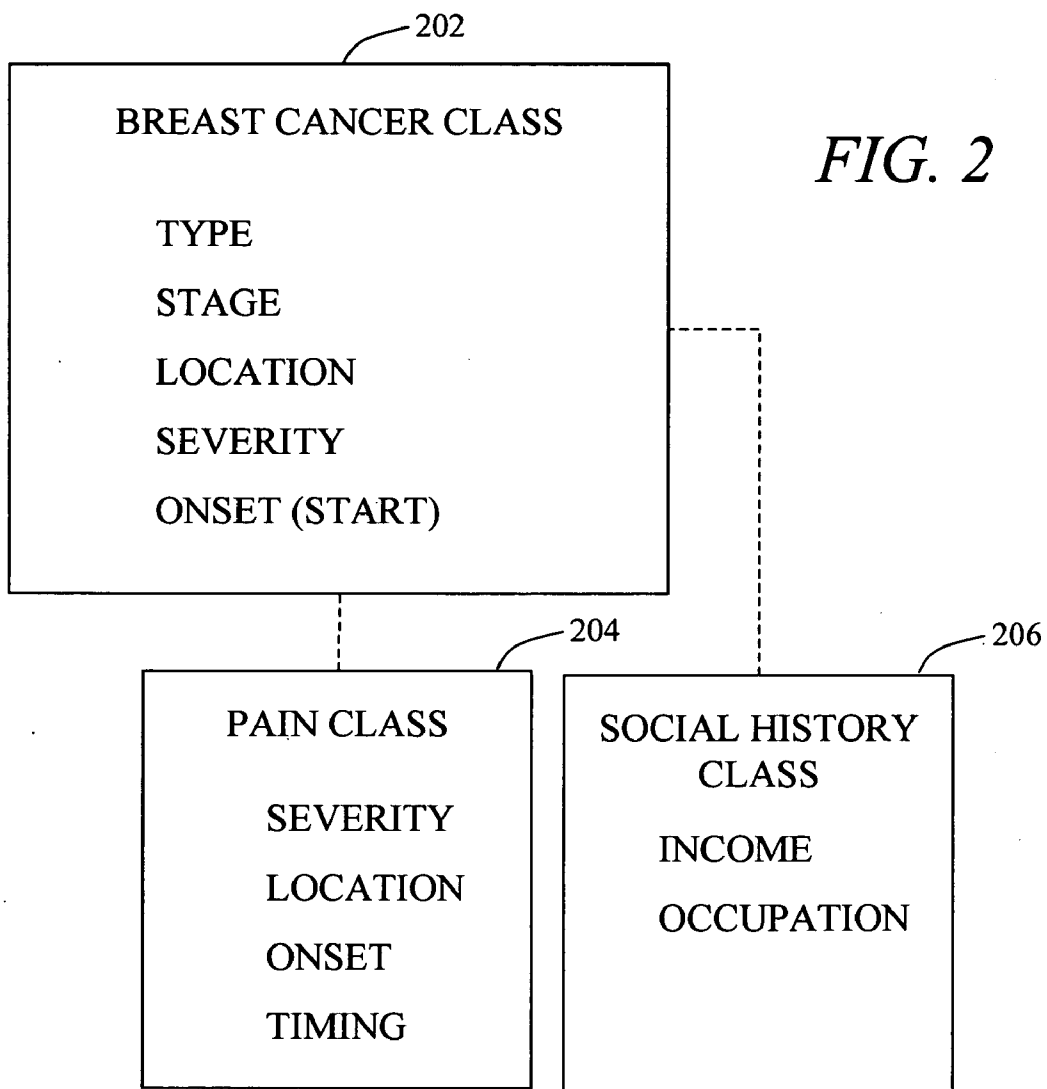 202
BREAST CANCER CLASS
FIG. 2
TYPE
STAGE
LOCATION
SEVERITY
ONSET (START)
204
206
PAIN CLASS
SEVERITY
LOCATION
ONSET
TIMING
SOCIAL HISTORY
CLASS
INCOME
OCCUPATION